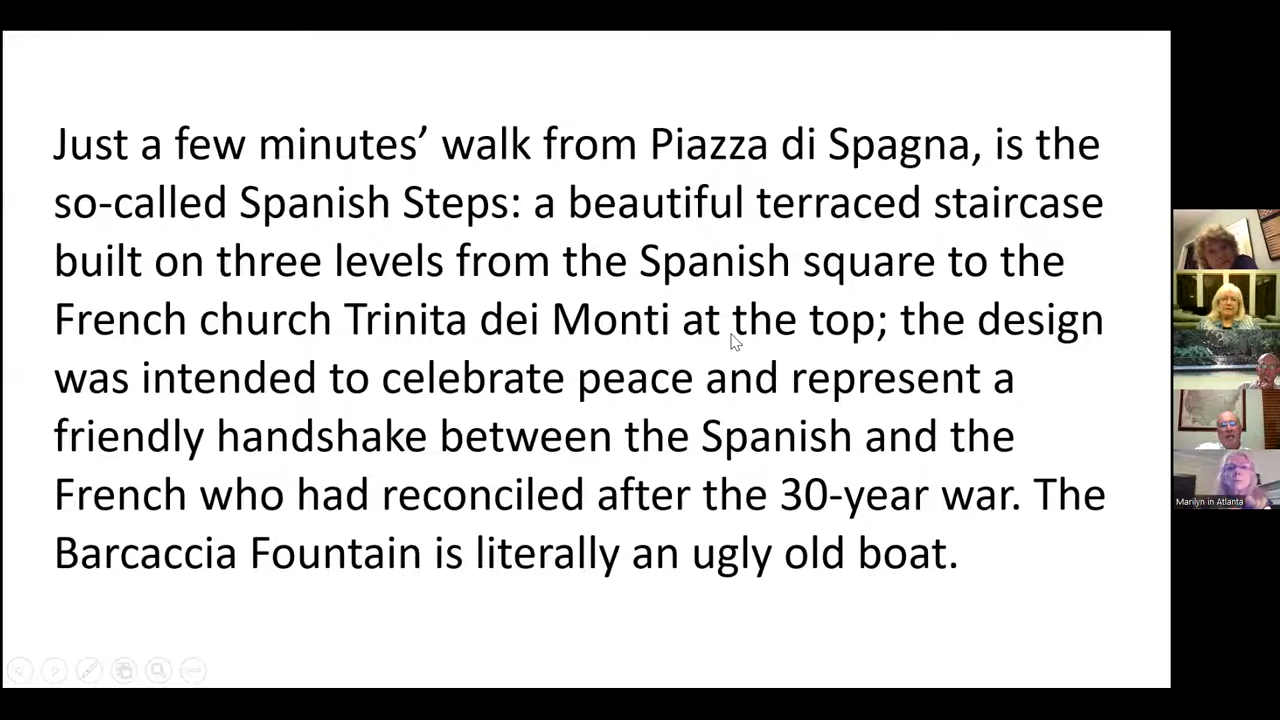 Just a few minutes’ walk from Piazza di Spagna, is the
so-called Spanish Steps: a beautiful terraced staircase
built on three levels from the Spanish square to the
French church Trinita dei Monti at the top; the design
was intended to celebrate peace and represent a
friendly handshake between the Spanish and the
French who had reconciled after the 30-year war. The
Barcaccia Fountain is literally an ugly old boat.
Marilyn in Atlanta